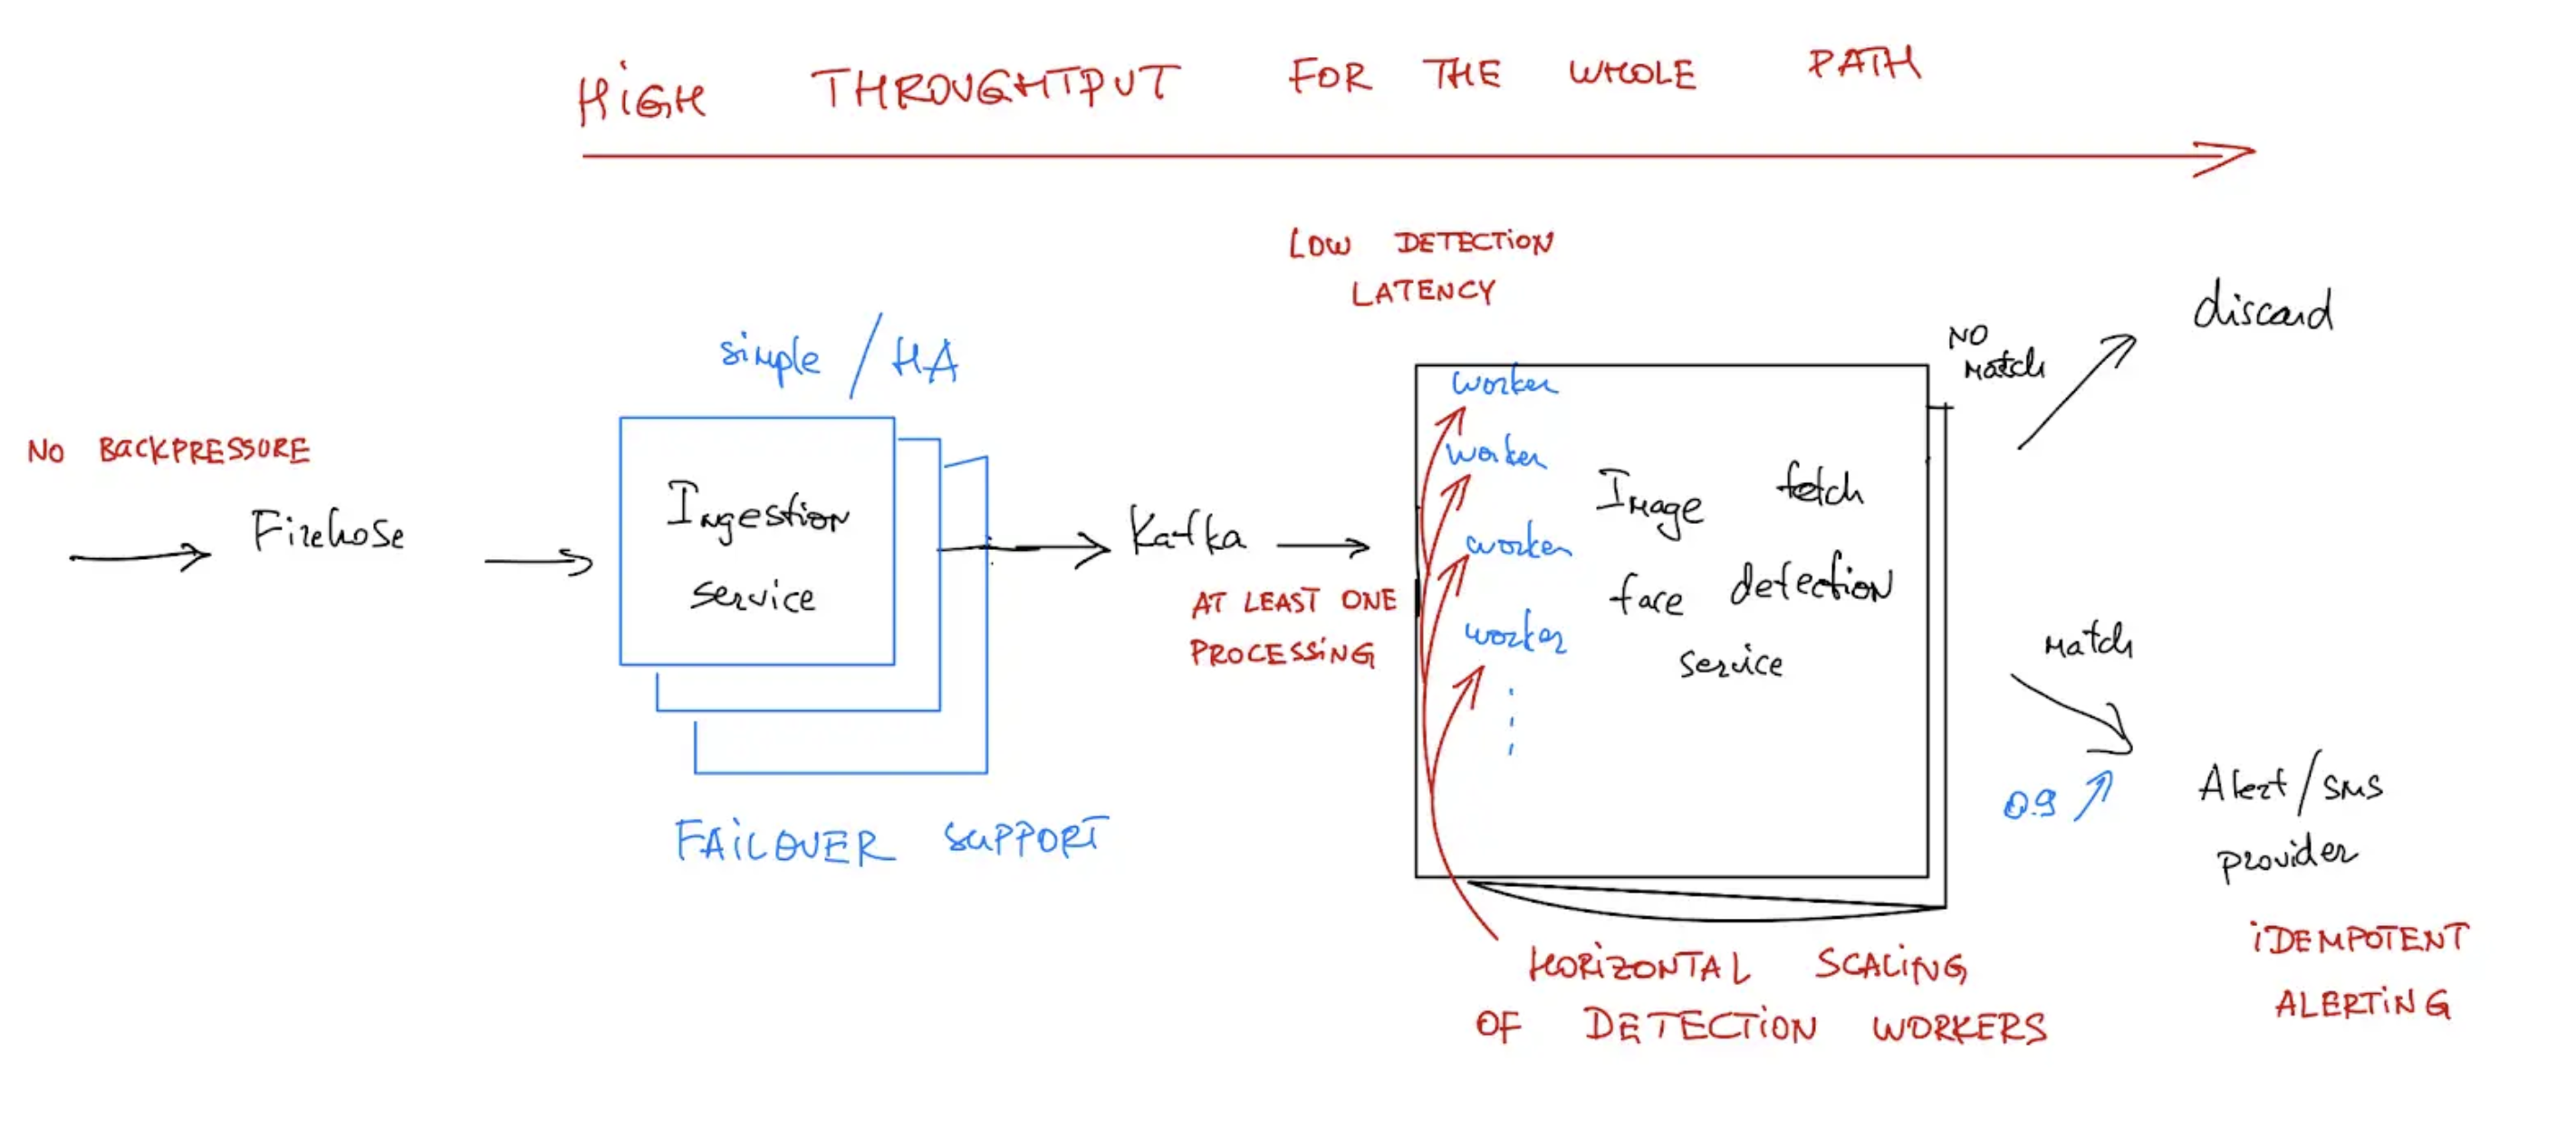 HiGH THROUGHTPUT FOR THE WHOLE PATH
LOW DETECTiON
LATENCY
simple / HA
NO BACKPRESSURE
Firehose
Ingestion
service
FAiLOVER SUPPORT
Kafka
AT LEAST ONE
PROCESSiNG
worker
worker
worker
worker
Image fetch
face detection
service
NO
Match
discard
Match
0.9
Alert/SMS
provider
iDEMPOTENT
ALERTiNG
HORiZONTAL SCALiNG
OF DETECTiON WORKERS